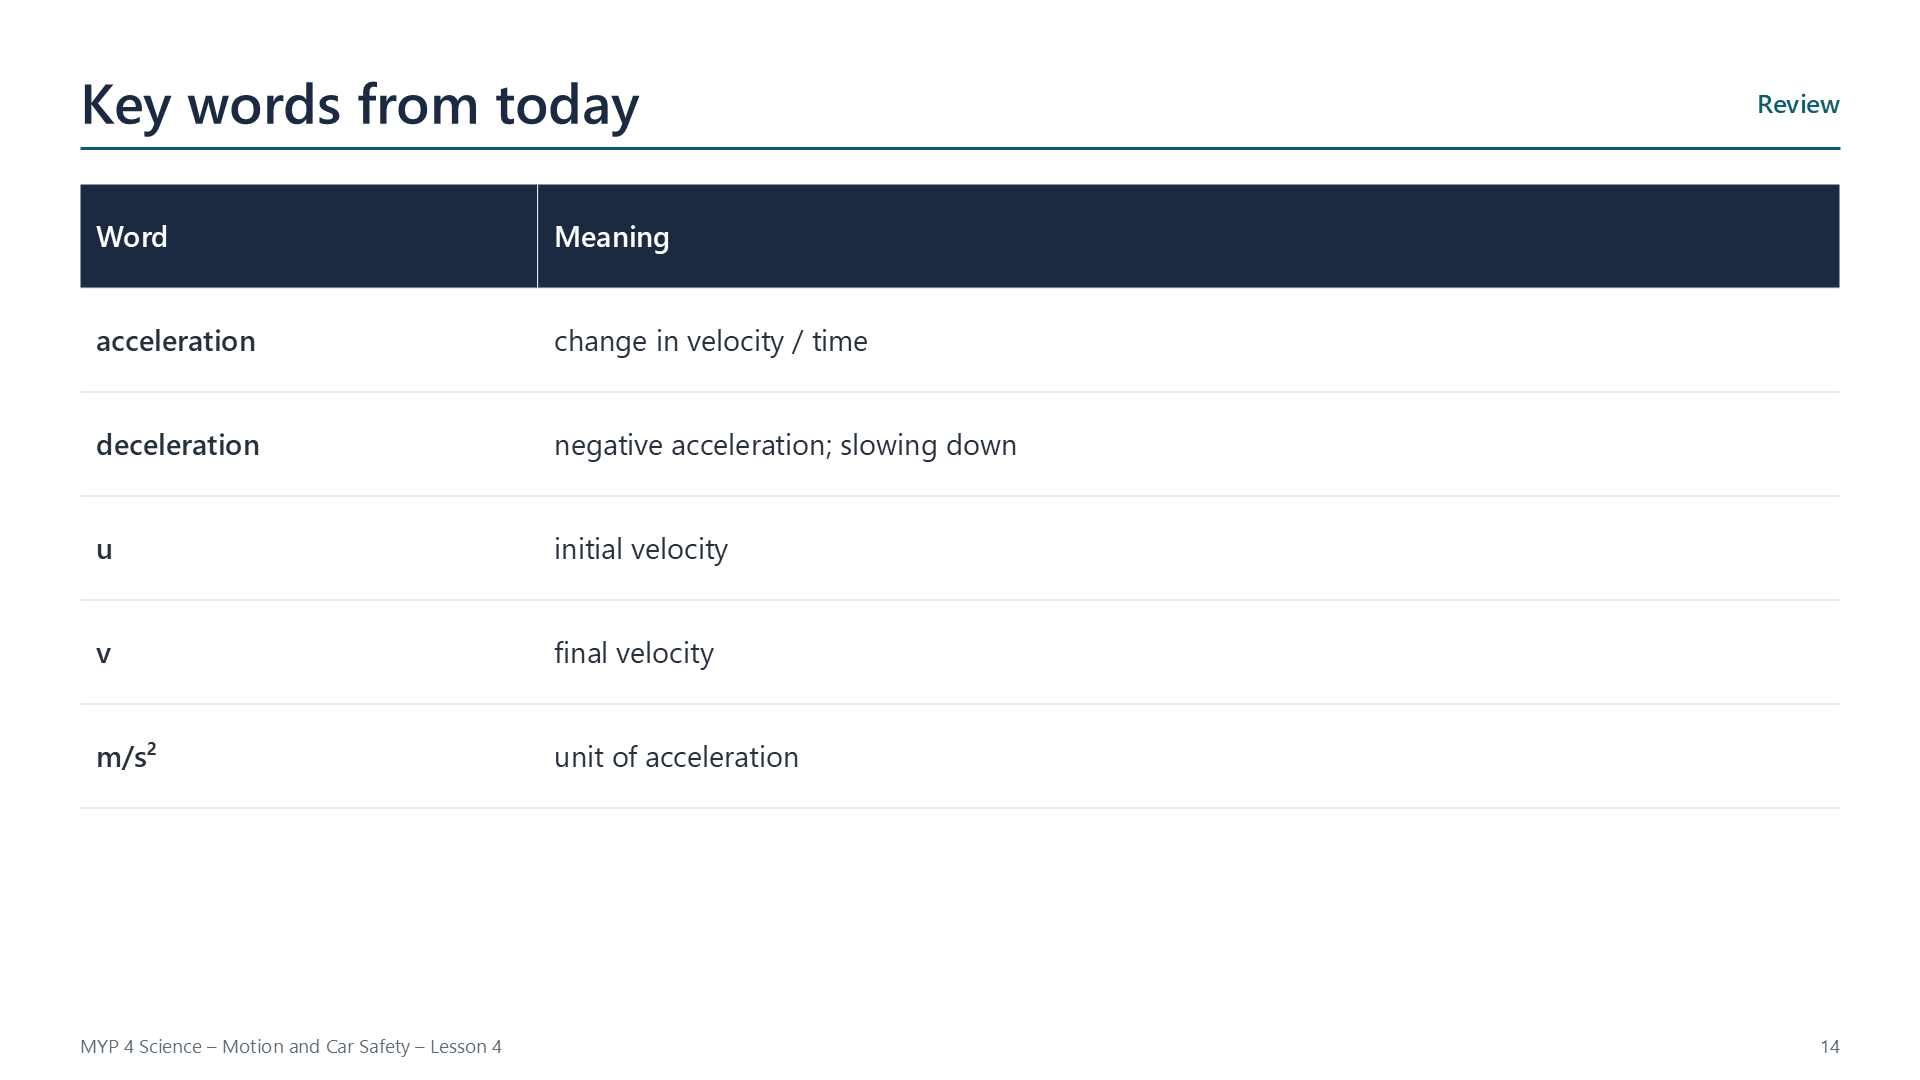 Key words from today
Review
Word Meaning
acceleration change in velocity / time
deceleration negative acceleration; slowing down
u initial velocity
v final velocity
m/s² unit of acceleration
MYP 4 Science – Motion and Car Safety – Lesson 4
14